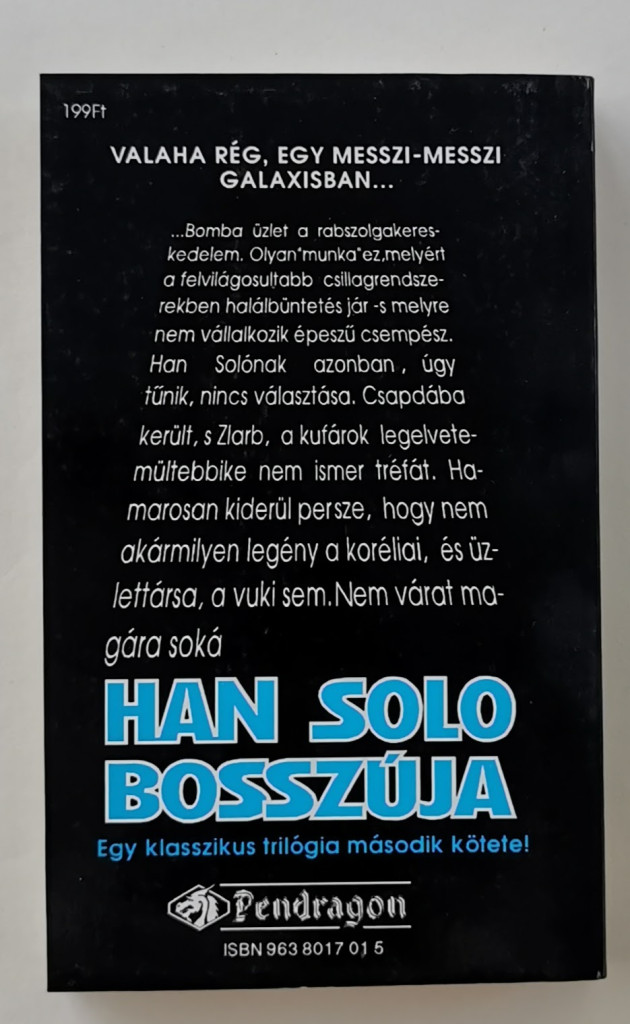 199Ft
VALAHA RÉG, EGY MESSZI-MESSZI
GALAXISBAN...
...Bomba üzlet a rabszolgakeres-
kedelem. Olyan"munka"ez,melyért
a felvilágosultabb csillagrendsze-
rekben halálbüntetés jár -s melyre
nem vállalkozik épeszű csempész.
Han Solónak azonban, úgy
tűnik, nincs választása. Csapdába
került, s Zlarb, a kufárok legelvete-
mültebbike nem ismer tréfát. Ha-
marosan kiderül persze, hogy nem
akármilyen legény a koréliai, és üz-
lettársa, a vuki sem. Nem várat ma-
gára soká
HAN SOLO
BOSSZÚJA
Egy klasszikus trilógia második kötete!
Pendragon
ISBN 963 8017 01 5